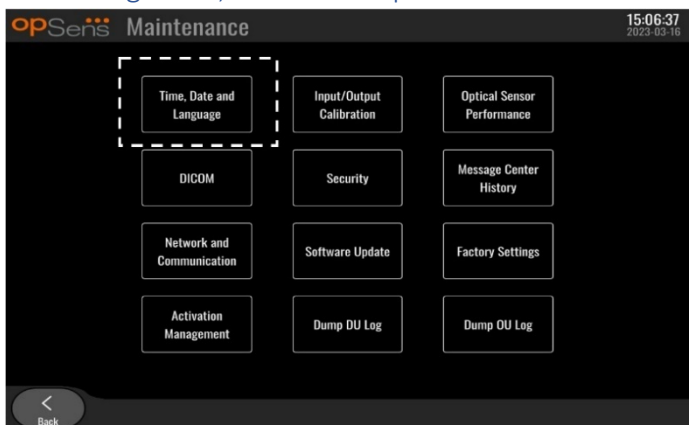 opSens Maintenance
15:06:37
2023-03-16
Time, Date and
Language
Input/Output
Calibration
Optical Sensor
Performance
DICOM
Security
Message Center
History
Network and
Communication
Software Update
Factory Settings
Activation
Management
Dump DU Log
Dump OU Log
Back